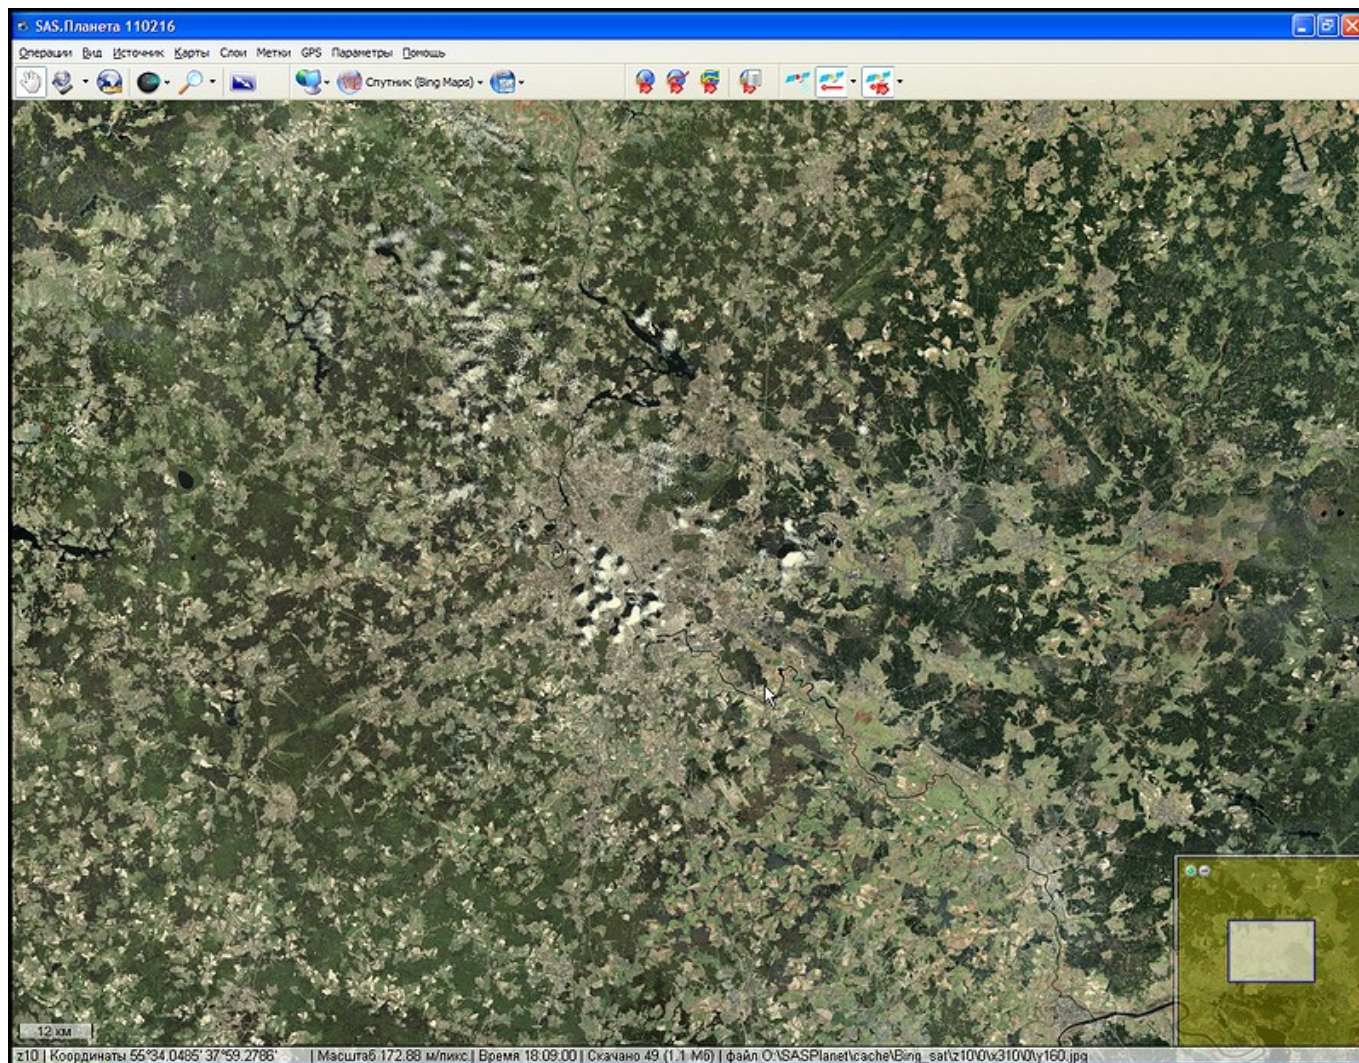 SAS.Планета 110216
Операции Вид Источник Карты Слои Метки GPS Параметры Помощь
Спутник (Bing Maps)
12 км
z10 | Координаты 55°34.0485' 37°59.2786' | Масштаб 172.88 м/пикс. | Время 18:09:00 | Скачано 49 (1.1 Мб) | файл O:\SASPlanet\cache\Bing_sat\z10\0\x310\0\y160.jpg